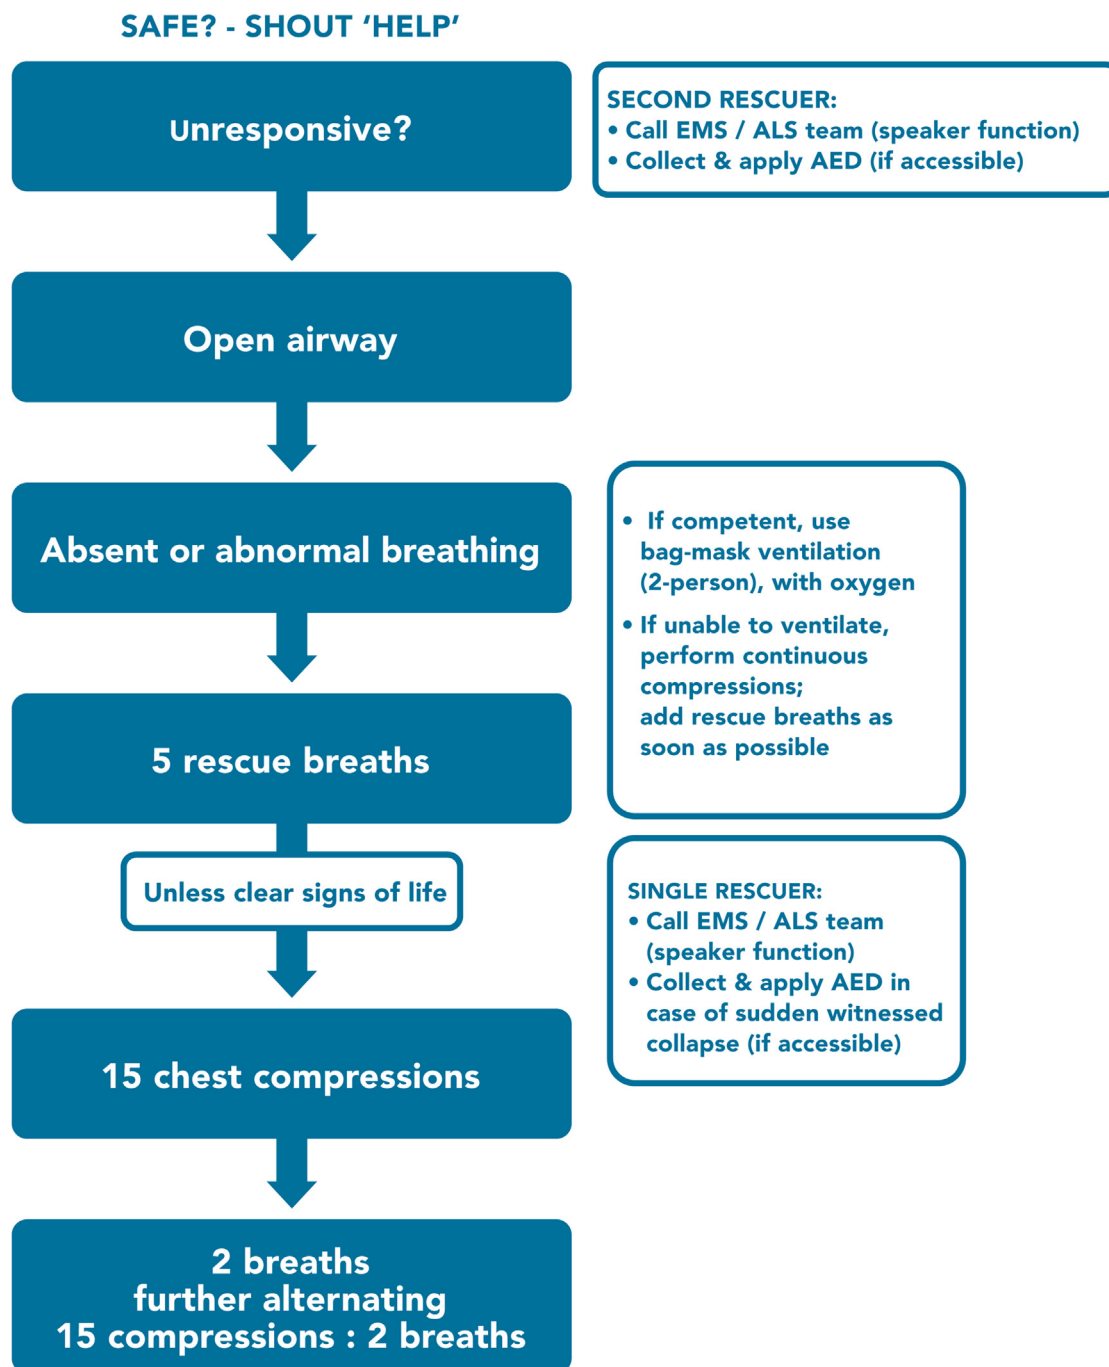 SAFE? - SHOUT 'HELP'
Unresponsive?
SECOND RESCUER:
• Call EMS / ALS team (speaker function)
• Collect & apply AED (if accessible)
Open airway
Absent or abnormal breathing
• If competent, use
bag-mask ventilation
(2-person), with oxygen
• If unable to ventilate,
perform continuous
compressions;
add rescue breaths as
soon as possible
5 rescue breaths
Unless clear signs of life
SINGLE RESCUER:
• Call EMS / ALS team
(speaker function)
• Collect & apply AED in
case of sudden witnessed
collapse (if accessible)
15 chest compressions
2 breaths
further alternating
15 compressions : 2 breaths